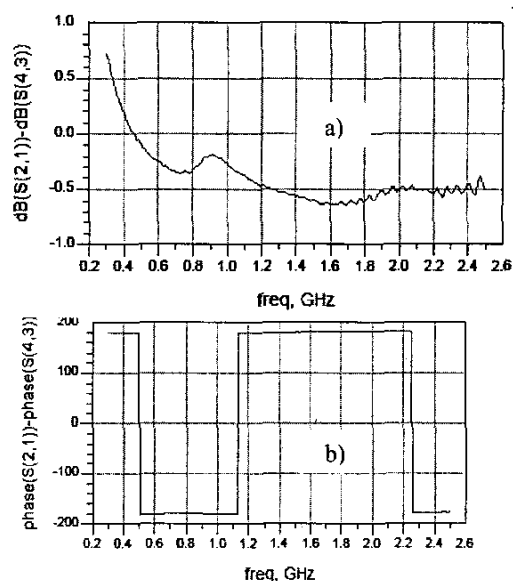 1.0
0.5
0.0
-0.5
-1.0
dB(S(2,1))-dB(S(4,3))
a)
0.2 0.4 0.6 0.8 1.0 1.2 1.4 1.6 1.8 2.0 2.2 2.4 2.6
freq, GHz
200
100
0
-100
-200
phase(S(2,1))-phase(S(4,3))
b)
0.2 0.4 0.6 0.8 1.0 1.2 1.4 1.6 1.8 2.0 2.2 2.4 2.6
freq, GHz